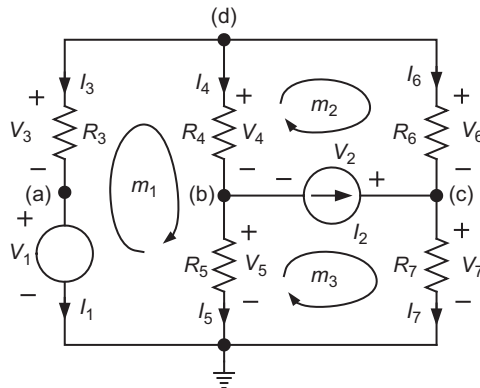 (d)
+ I3 I4 + I6 +
V3 R3 R4 V4 m2 R6 V6
− − V2 −
(a) m1 (b) − + (c)
+ + I2 +
V1 R5 V5 m3 R7 V7
− I1 I5 − I7 −